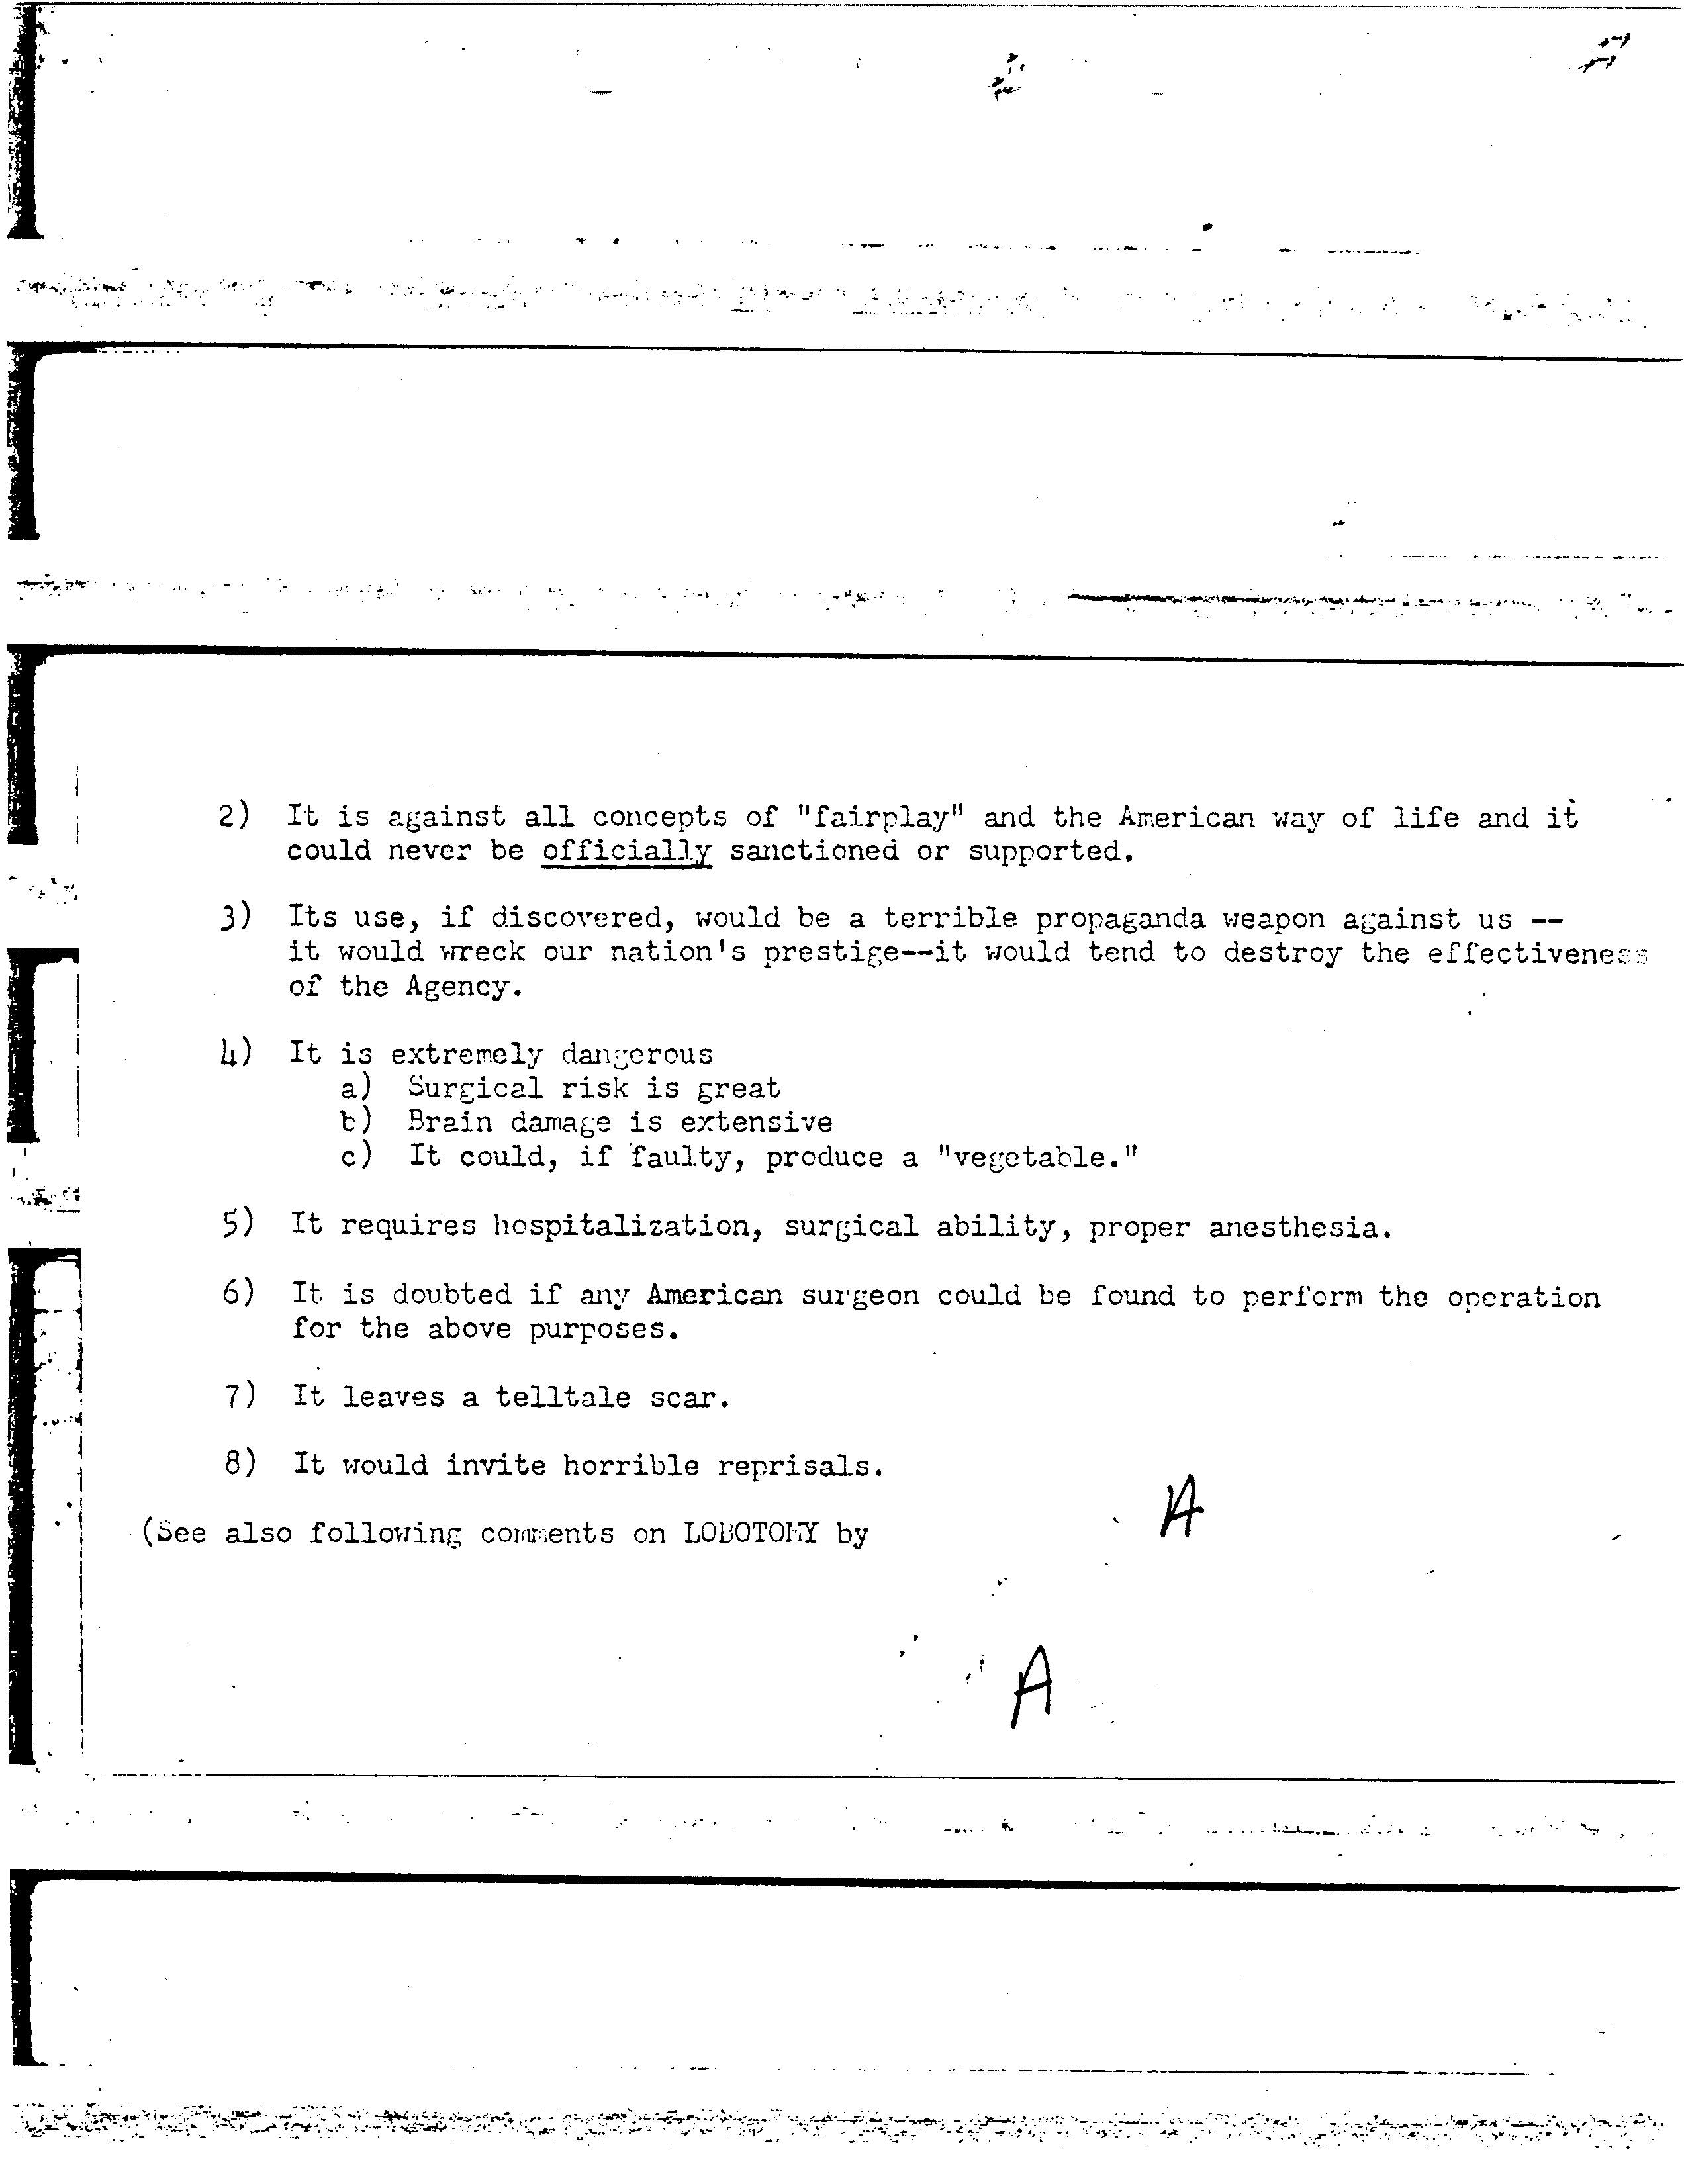 2) It is against all concepts of "fairplay" and the American way of life and it
could never be officially sanctioned or supported.
3) Its use, if discovered, would be a terrible propaganda weapon against us --
it would wreck our nation's prestige--it would tend to destroy the effectiveness
of the Agency.
4) It is extremely dangerous
a) Surgical risk is great
b) Brain damage is extensive
c) It could, if faulty, produce a "vegetable."
5) It requires hospitalization, surgical ability, proper anesthesia.
6) It is doubted if any American surgeon could be found to perform the operation
for the above purposes.
7) It leaves a telltale scar.
8) It would invite horrible reprisals.
A
(See also following comments on LOBOTOMY by
A